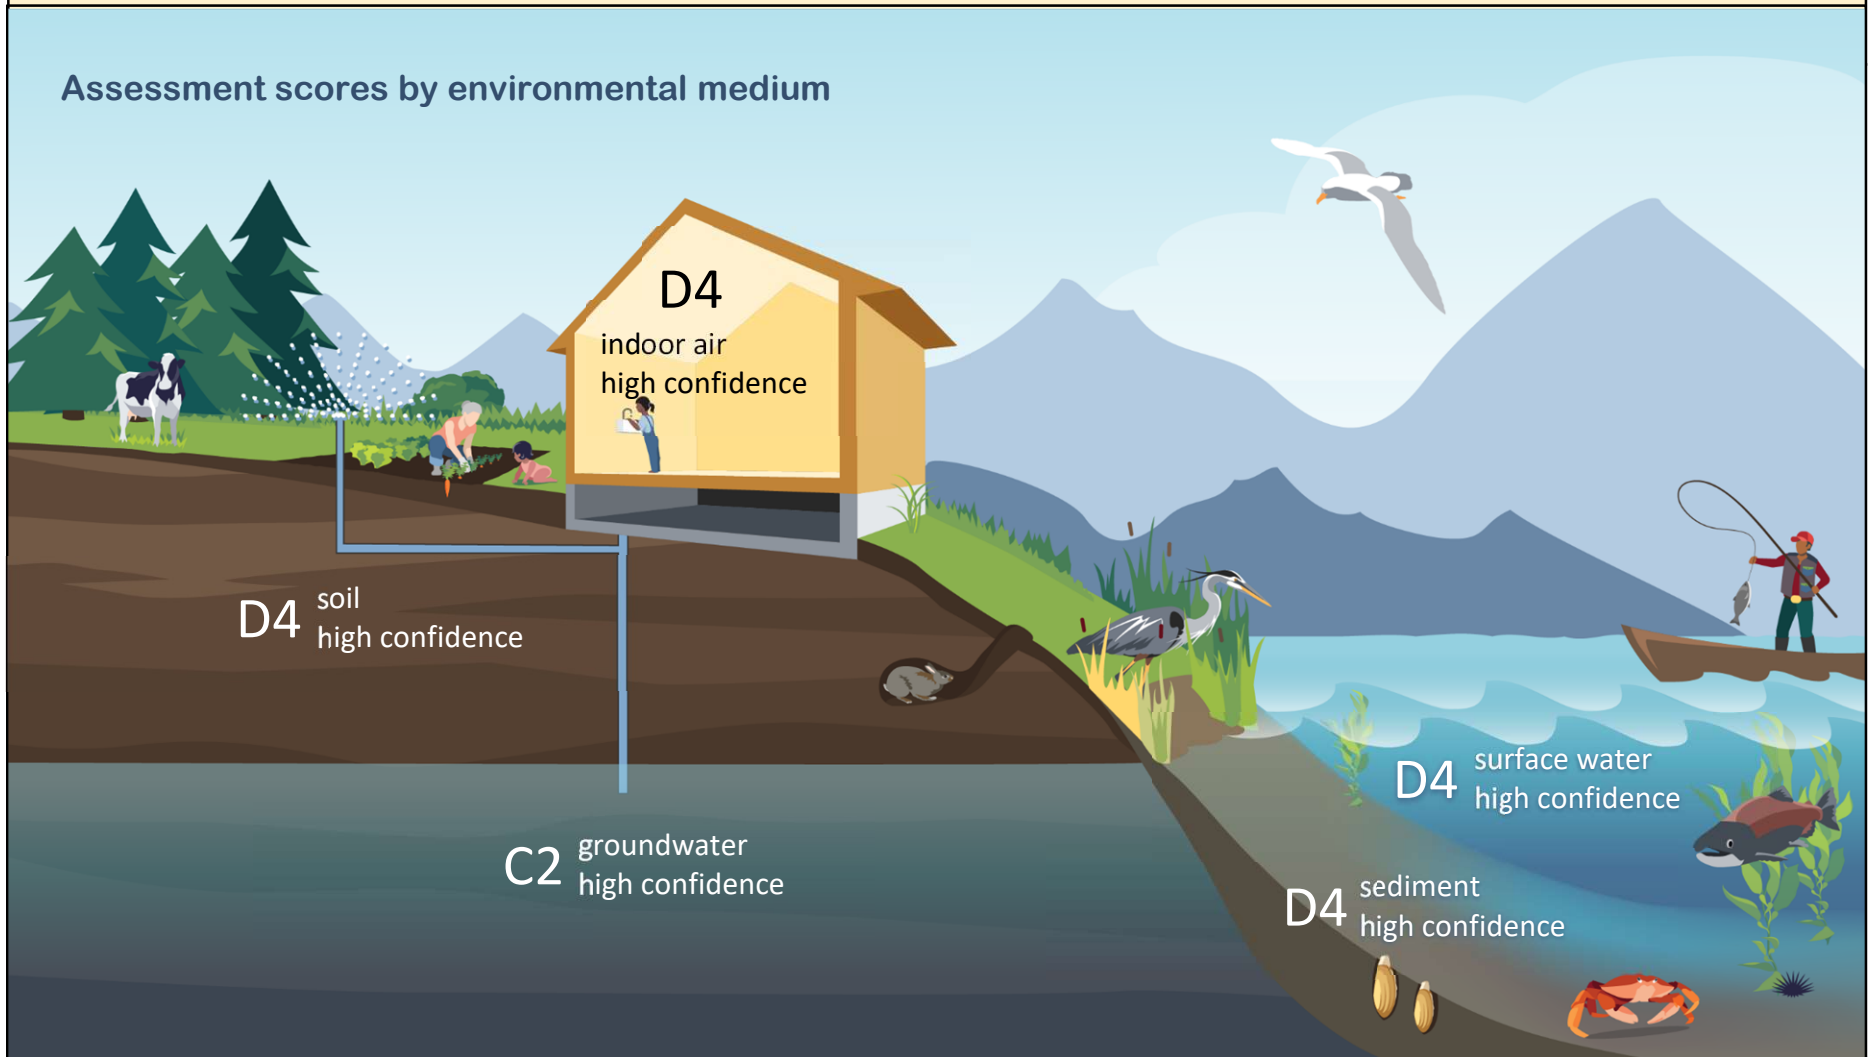 Assessment scores by environmental medium
D4
indoor air
high confidence
D4
soil
high confidence
C2
groundwater
high confidence
D4
surface water
high confidence
D4
sediment
high confidence